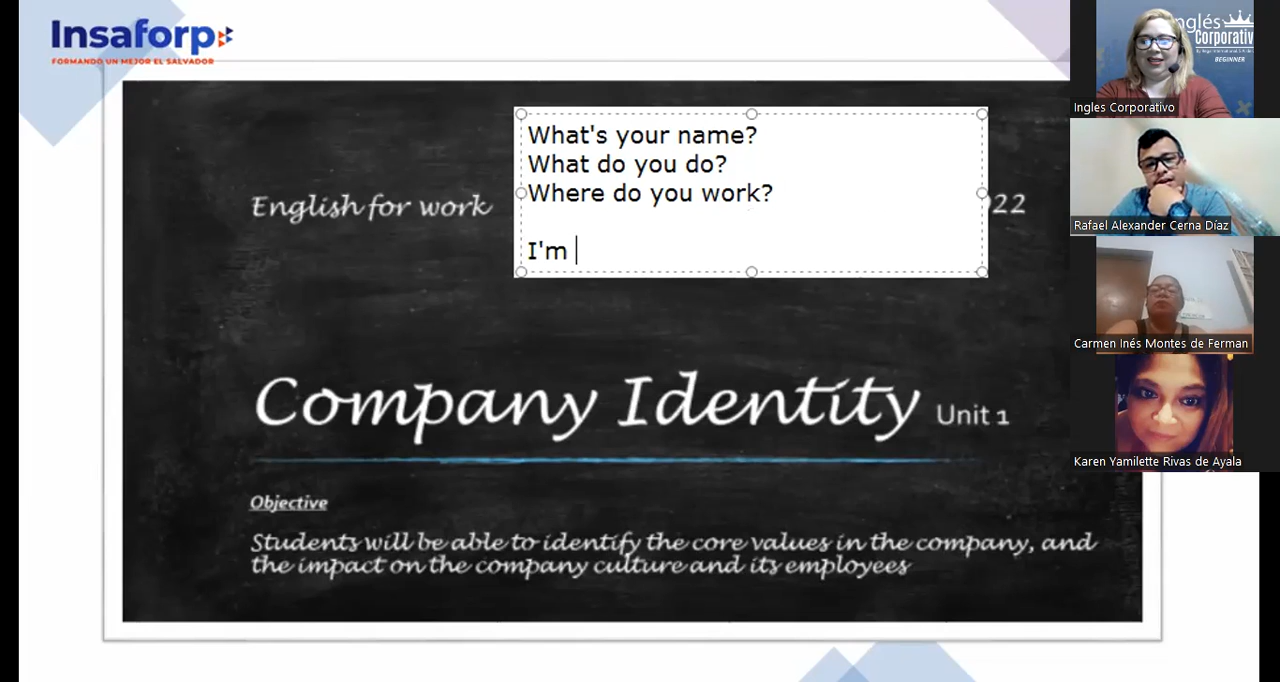 Insaforp
FORMANDO UN MEJOR EL SALVADOR
What's your name?
What do you do?
Where do you work?
I'm
English for work
22
Company Identity Unit 1
Objective
Students will be able to identify the core values in the company, and
the impact on the company culture and its employees
Inglés
Corporativ
BEGINNER
Ingles Corporativo
Rafael Alexander Cerna Díaz
Carmen Inés Montes de Ferman
Karen Yamilette Rivas de Ayala